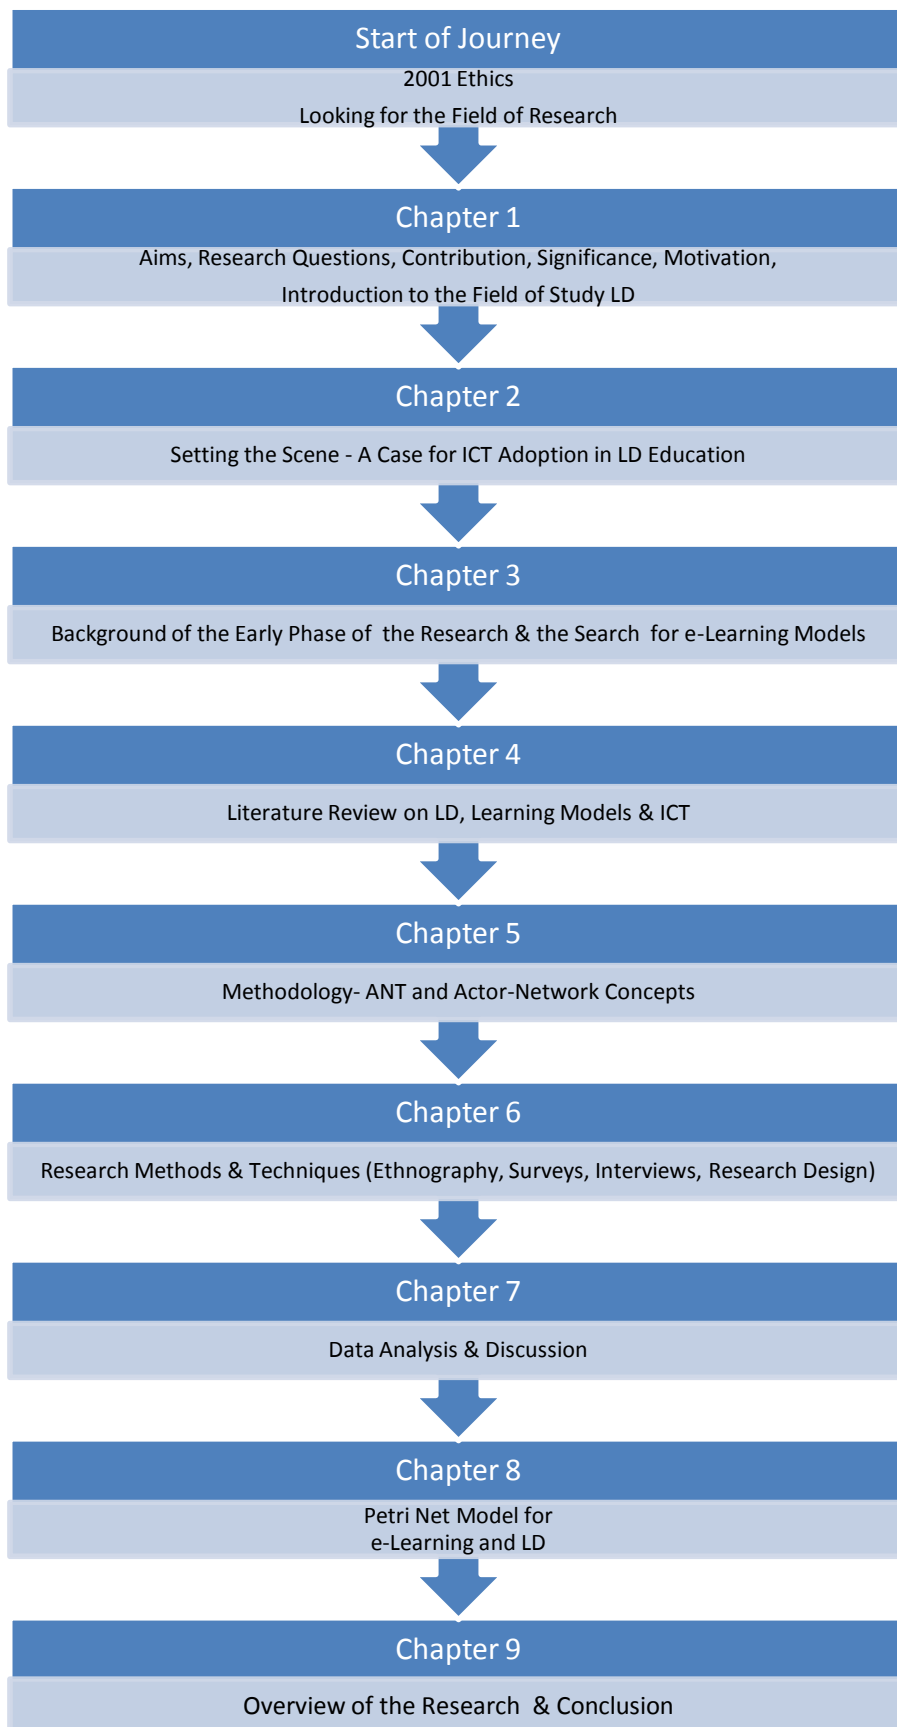 Start of Journey
2001 Ethics
Looking for the Field of Research
Chapter 1
Aims, Research Questions, Contribution, Significance, Motivation,
Introduction to the Field of Study LD
Chapter 2
Setting the Scene - A Case for ICT Adoption in LD Education
Chapter 3
Background of the Early Phase of the Research & the Search for e-Learning Models
Chapter 4
Literature Review on LD, Learning Models & ICT
Chapter 5
Methodology- ANT and Actor-Network Concepts
Chapter 6
Research Methods & Techniques (Ethnography, Surveys, Interviews, Research Design)
Chapter 7
Data Analysis & Discussion
Chapter 8
Petri Net Model for
e-Learning and LD
Chapter 9
Overview of the Research & Conclusion